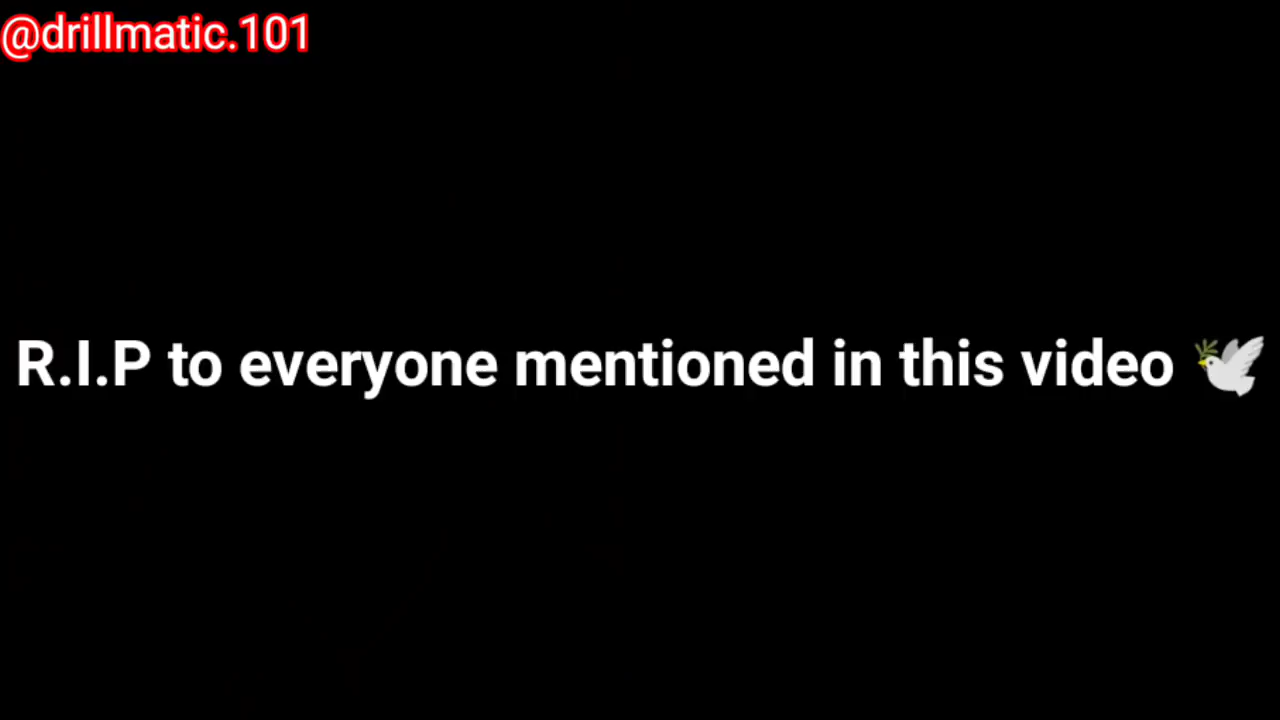 @drillmatic.101
R.I.P to everyone mentioned in this video 🕊️